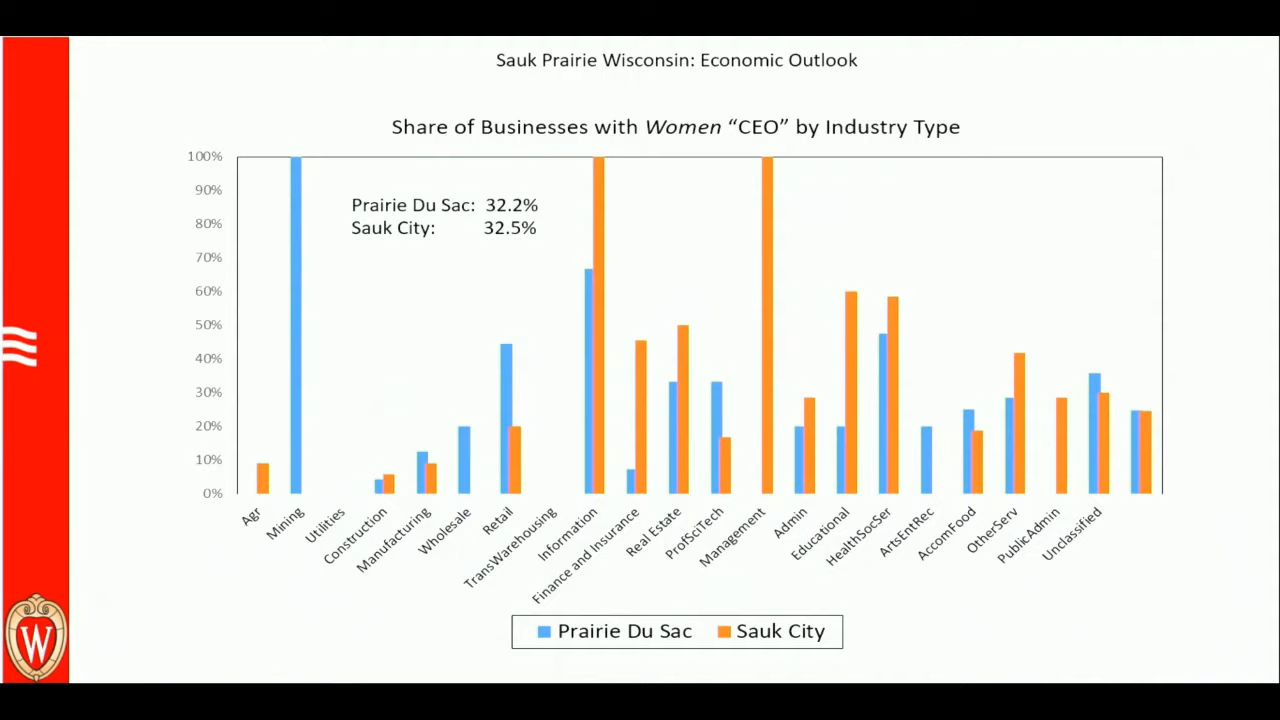 Sauk Prairie Wisconsin: Economic Outlook
Share of Businesses with Women “CEO” by Industry Type
100%
90%
80%
70%
60%
50%
40%
30%
20%
10%
0%
Prairie Du Sac: 32.2%
Sauk City: 32.5%
Agr
Mining
Utilities
Construction
Manufacturing
Wholesale
Retail
TransWarehousing
Information
Finance and Insurance
Real Estate
ProfSciTech
Management
Admin
Educational
HealthSocSer
ArtsEntRec
AccomFood
OtherServ
PublicAdmin
Unclassified
Prairie Du Sac
Sauk City
W